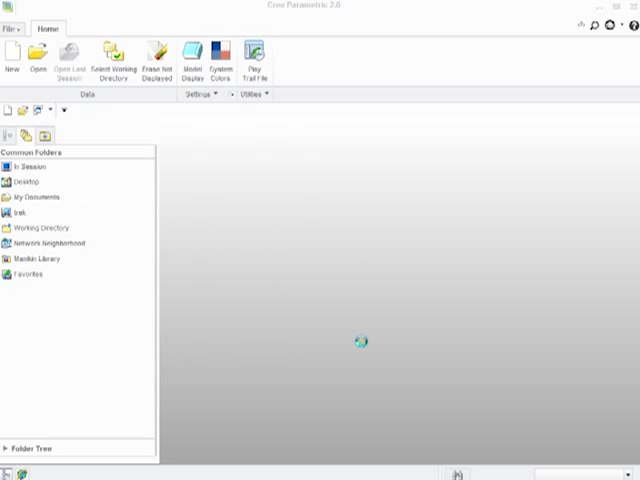 Creo Parametric 2.0
File
Home
New
Open
Open Last Session
Select Working Directory
Erase Not Displayed
Model Display
System Colors
Play Trail File
Data
Settings
Utilities
Common Folders
In Session
Desktop
My Documents
trek
Working Directory
Network Neighborhood
Manikin Library
Favorites
Folder Tree